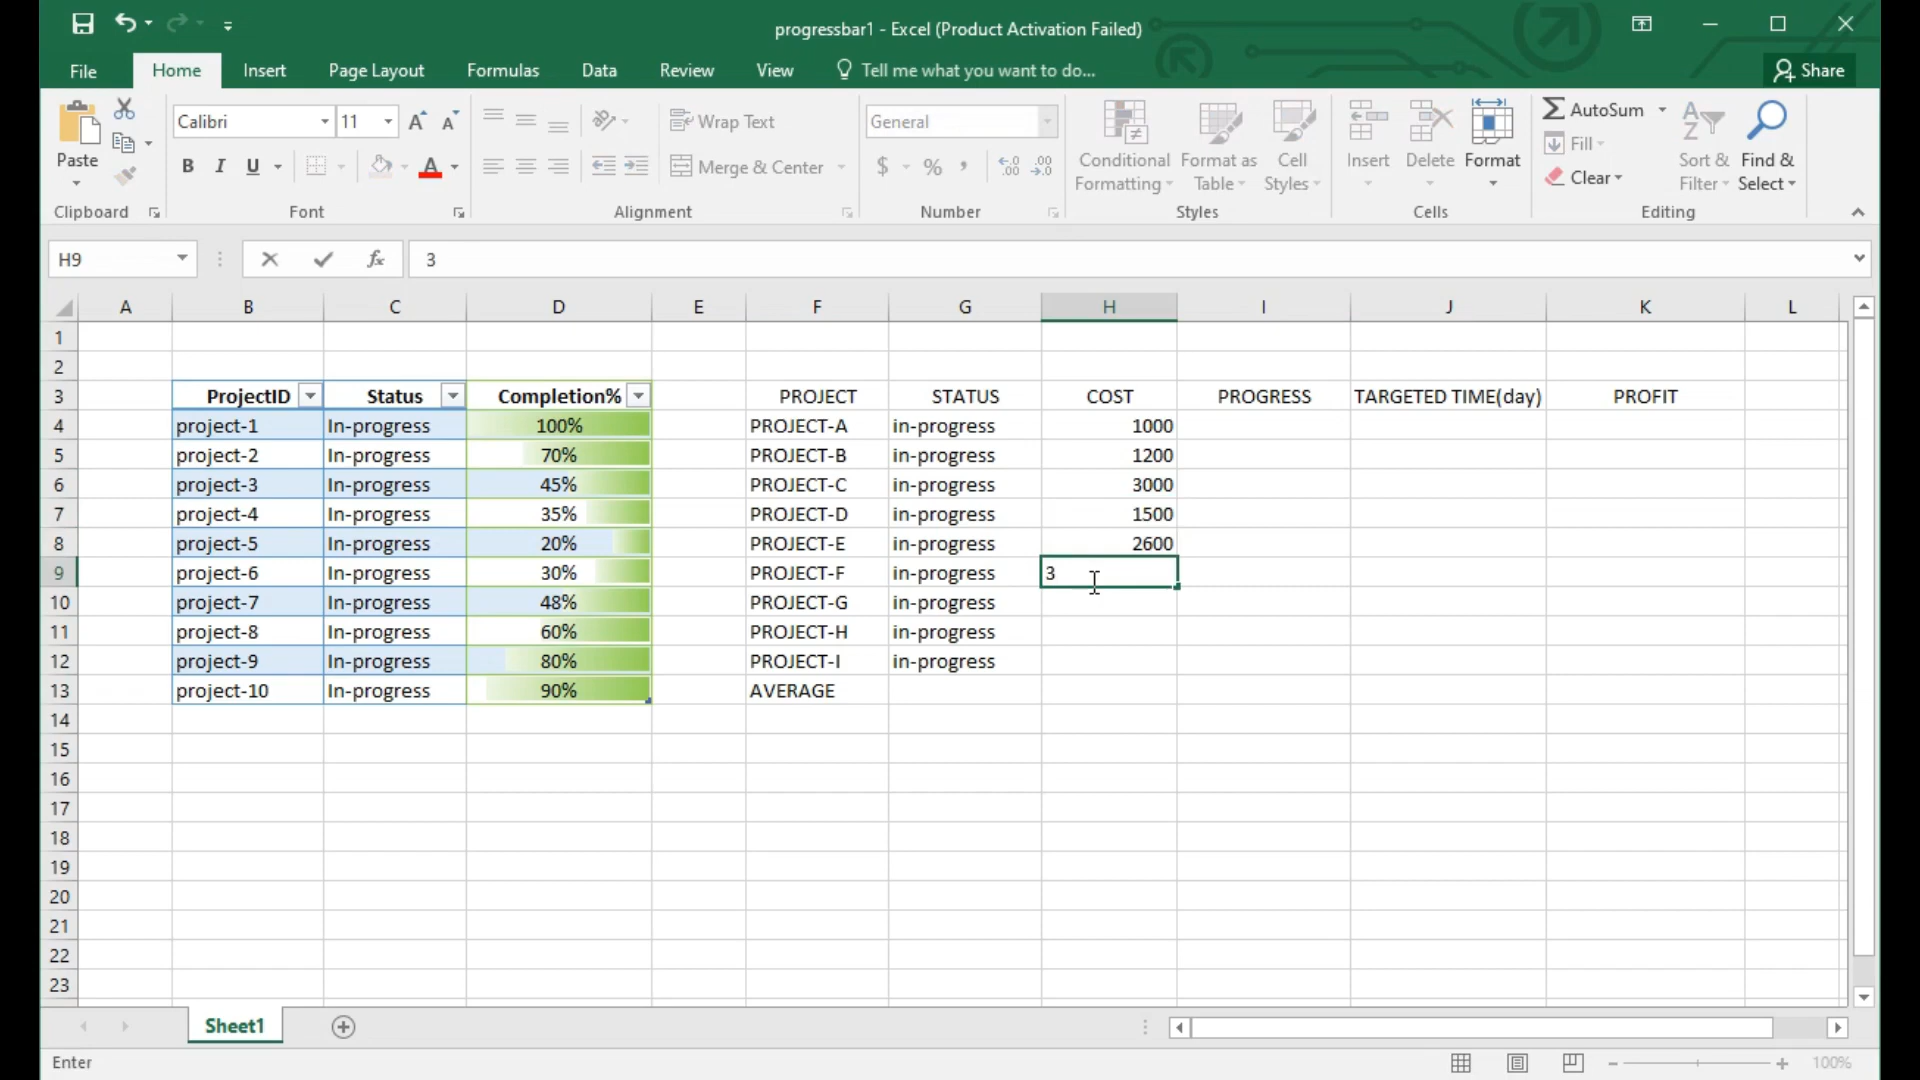 progressbar1 - Excel (Product Activation Failed)
File Home Insert Page Layout Formulas Data Review View Tell me what you want to do... Share
Paste Calibri 11 Wrap Text General Conditional Formatting Format as Table Cell Styles Insert Delete Format AutoSum Fill Clear Sort & Filter Find & Select
B I U A Merge & Center $ %
Clipboard Font Alignment Number Styles Cells Editing
H9 fx 3
A B C D E F G H I J K L
1
2
3 ProjectID Status Completion% PROJECT STATUS COST PROGRESS TARGETED TIME(day) PROFIT
4 project-1 In-progress 100% PROJECT-A in-progress 1000
5 project-2 In-progress 70% PROJECT-B in-progress 1200
6 project-3 In-progress 45% PROJECT-C in-progress 3000
7 project-4 In-progress 35% PROJECT-D in-progress 1500
8 project-5 In-progress 20% PROJECT-E in-progress 2600
9 project-6 In-progress 30% PROJECT-F in-progress 3
10 project-7 In-progress 48% PROJECT-G in-progress
11 project-8 In-progress 60% PROJECT-H in-progress
12 project-9 In-progress 80% PROJECT-I in-progress
13 project-10 In-progress 90% AVERAGE
14
15
16
17
18
19
20
21
22
23
Sheet1
Enter 100%